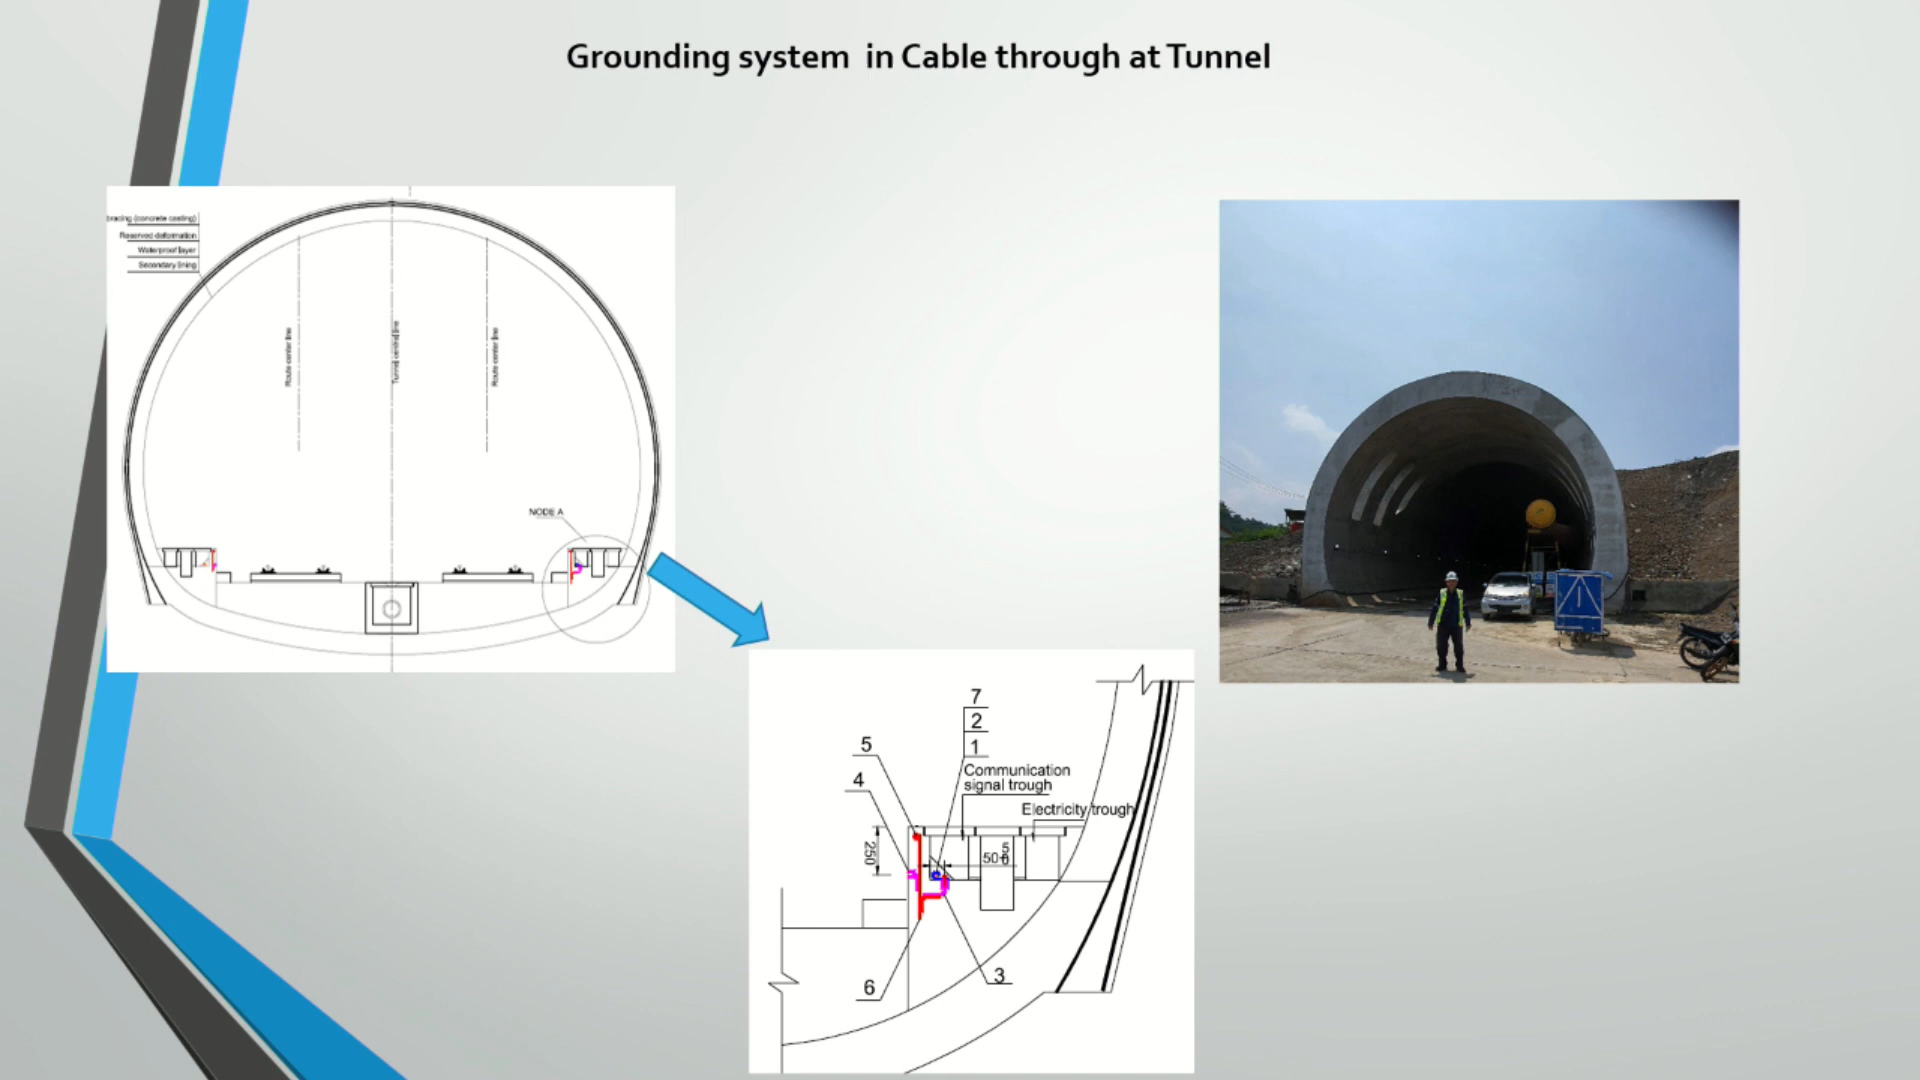 Grounding system in Cable through at Tunnel
bracing (concrete casting)
Reserved deformation
Waterproof layer
Secondary lining
Route center line
Tunnel central line
Route center line
NODE A
7
2
1
5
4
Communication
signal trough
Electricity trough
250
50
3
6